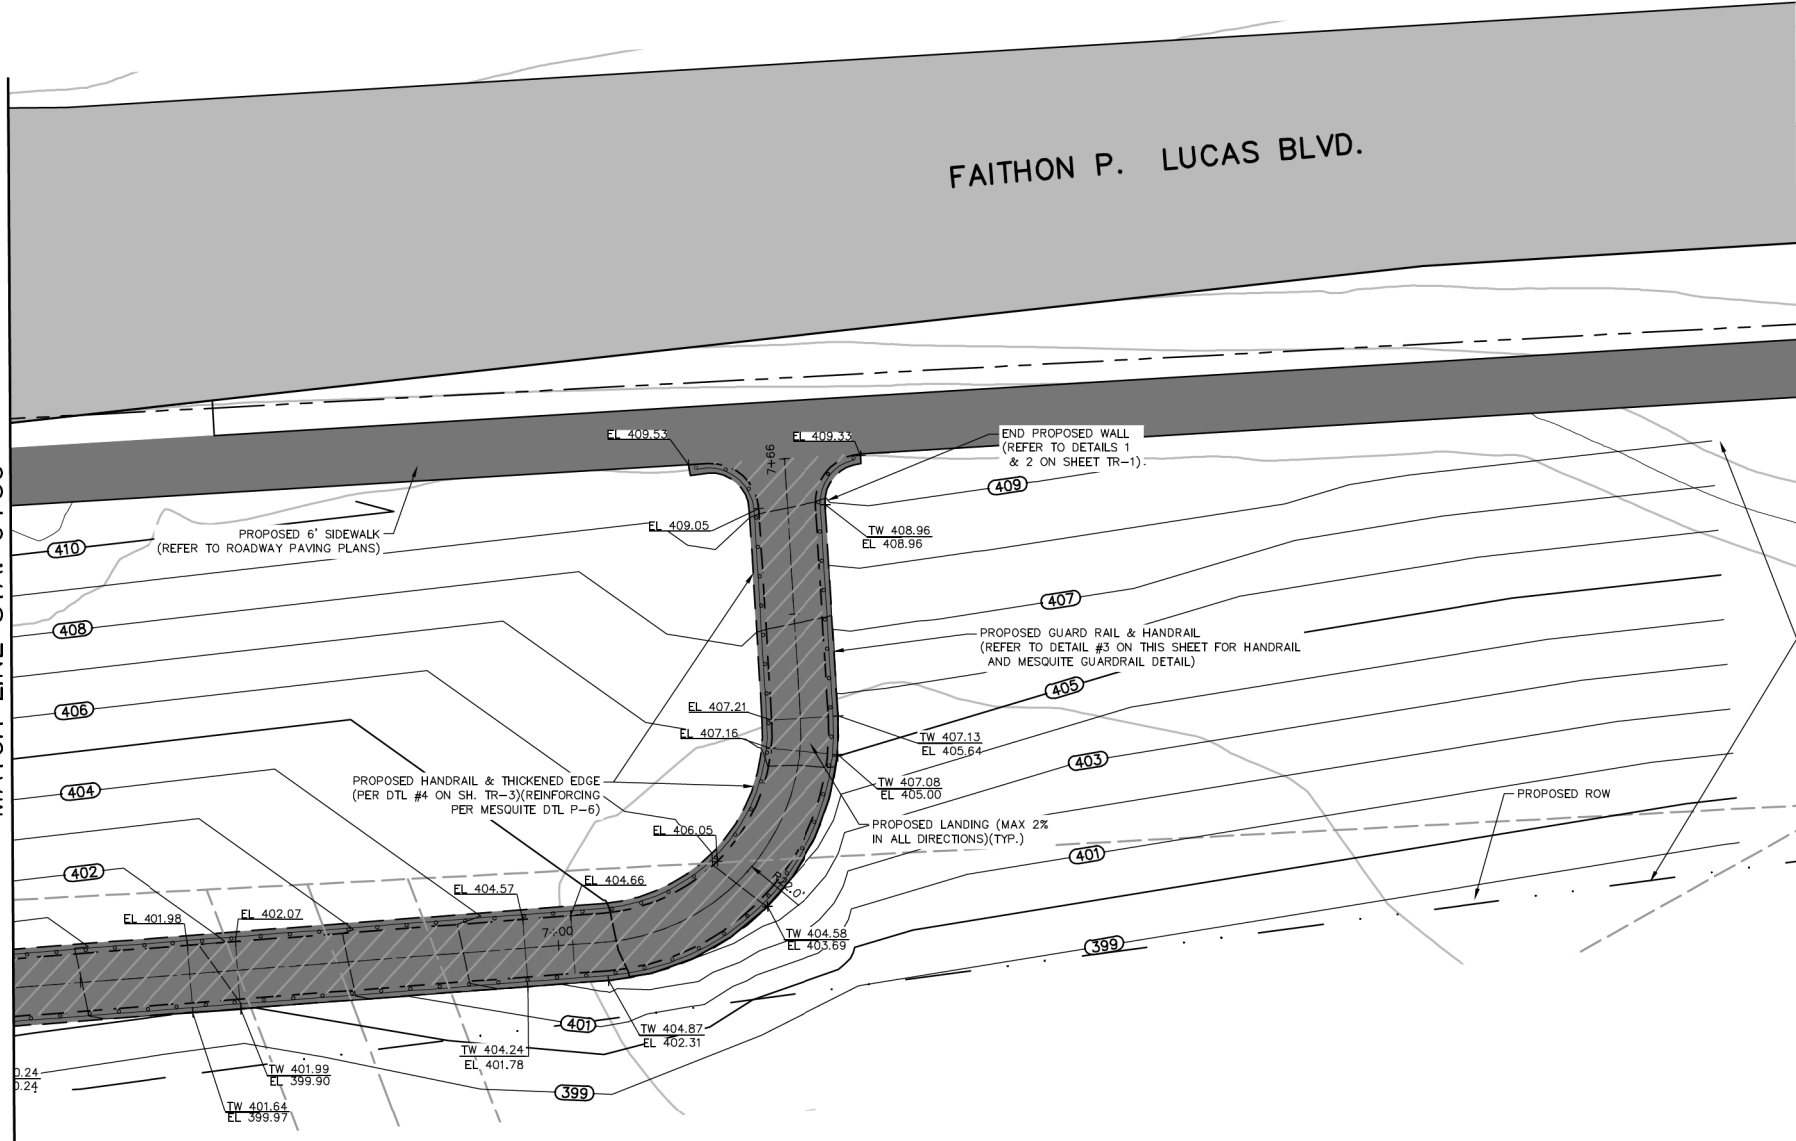 FAITHON P. LUCAS BLVD.
EL 409.53
EL 409.33
7+66
END PROPOSED WALL
(REFER TO DETAILS 1
& 2 ON SHEET TR-1).
409
PROPOSED 6' SIDEWALK
(REFER TO ROADWAY PAVING PLANS)
410
EL 409.05
TW 408.96
EL 408.96
408
407
PROPOSED GUARD RAIL & HANDRAIL
(REFER TO DETAIL #3 ON THIS SHEET FOR HANDRAIL
AND MESQUITE GUARDRAIL DETAIL)
405
406
EL 407.21
EL 407.16
TW 407.13
EL 405.64
403
404
PROPOSED HANDRAIL & THICKENED EDGE
(PER DTL #4 ON SH. TR-3)(REINFORCING
PER MESQUITE DTL P-6)
TW 407.08
EL 405.00
PROPOSED ROW
PROPOSED LANDING (MAX 2%
IN ALL DIRECTIONS)(TYP.)
EL 406.05
401
402
EL 404.57
EL 404.66
R22.0'
EL 401.98
EL 402.07
7+00
TW 404.58
EL 403.69
399
401
TW 404.87
EL 402.31
TW 404.24
EL 401.78
TW 401.99
EL 399.90
399
TW 401.64
EL 399.97
0.24